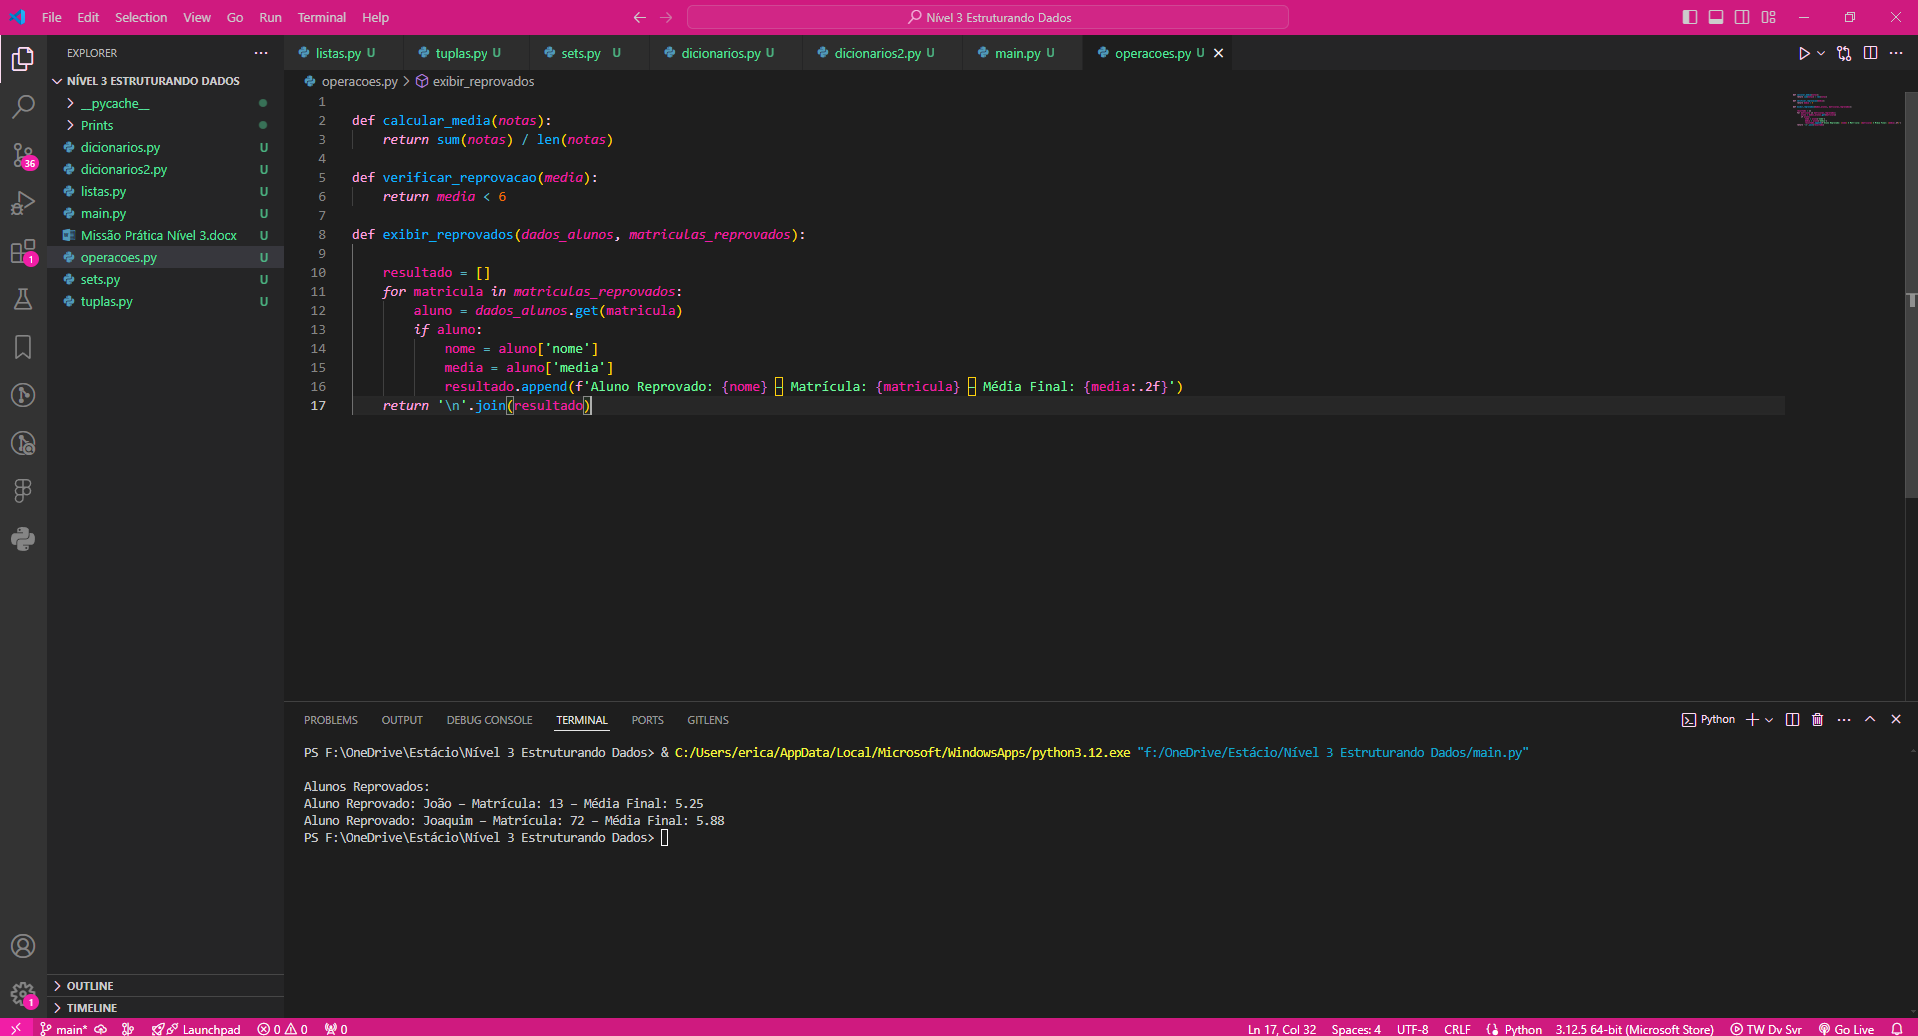 File Edit Selection View Go Run Terminal Help
Nível 3 Estruturando Dados
EXPLORER
NÍVEL 3 ESTRUTURANDO DADOS
__pycache__
Prints
dicionarios.py U
dicionarios2.py U
listas.py U
main.py U
Missão Prática Nível 3.docx U
operacoes.py U
sets.py U
tuplas.py U
36
1
1
OUTLINE
TIMELINE
listas.py U tuplas.py U sets.py U dicionarios.py U dicionarios2.py U main.py U operacoes.py U
operacoes.py > exibir_reprovados
1
2 def calcular_media(notas):
3 return sum(notas) / len(notas)
4
5 def verificar_reprovacao(media):
6 return media < 6
7
8 def exibir_reprovados(dados_alunos, matriculas_reprovados):
9
10 resultado = []
11 for matricula in matriculas_reprovados:
12 aluno = dados_alunos.get(matricula)
13 if aluno:
14 nome = aluno['nome']
15 media = aluno['media']
16 resultado.append(f'Aluno Reprovado: {nome} – Matrícula: {matricula} – Média Final: {media:.2f}')
17 return '\n'.join(resultado)
PROBLEMS OUTPUT DEBUG CONSOLE TERMINAL PORTS GITLENS
Python
PS F:\OneDrive\Estácio\Nível 3 Estruturando Dados> & C:/Users/erica/AppData/Local/Microsoft/WindowsApps/python3.12.exe "f:/OneDrive/Estácio/Nível 3 Estruturando Dados/main.py"
Alunos Reprovados:
Aluno Reprovado: João – Matrícula: 13 – Média Final: 5.25
Aluno Reprovado: Joaquim – Matrícula: 72 – Média Final: 5.88
PS F:\OneDrive\Estácio\Nível 3 Estruturando Dados>
main* Launchpad 0 0 0 Ln 17, Col 32 Spaces: 4 UTF-8 CRLF Python 3.12.5 64-bit (Microsoft Store) TW Dv Svr Go Live